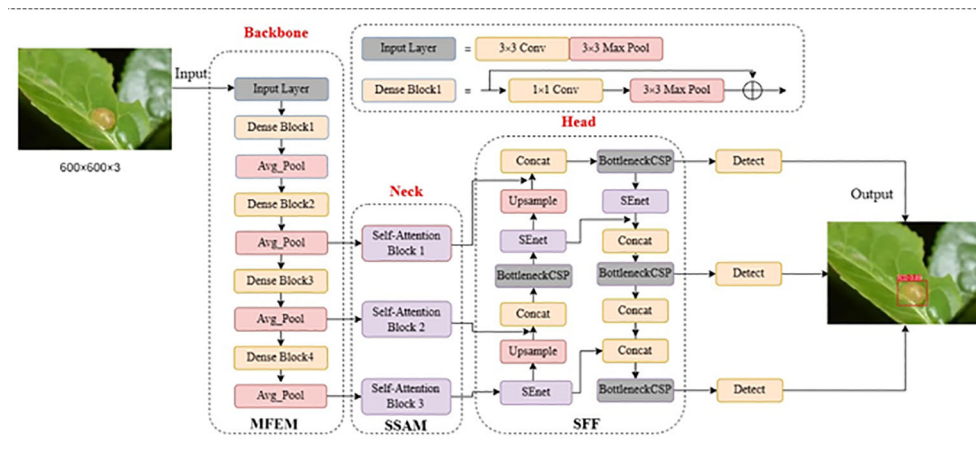 Backbone
Input
600×600×3
Input Layer
Dense Block1
Avg_Pool
Dense Block2
Avg_Pool
Dense Block3
Avg_Pool
Dense Block4
Avg_Pool
MFEM
Input Layer = 3×3 Conv 3×3 Max Pool
Dense Block1 = 1×1 Conv 3×3 Max Pool
Neck
Self-Attention
Block 1
Self-Attention
Block 2
Self-Attention
Block 3
SSAM
Head
Concat
Upsample
SEnet
BottleneckCSP
Concat
Upsample
SEnet
BottleneckCSP
SEnet
Concat
BottleneckCSP
Concat
Concat
BottleneckCSP
SFF
Detect
Detect
Detect
Output